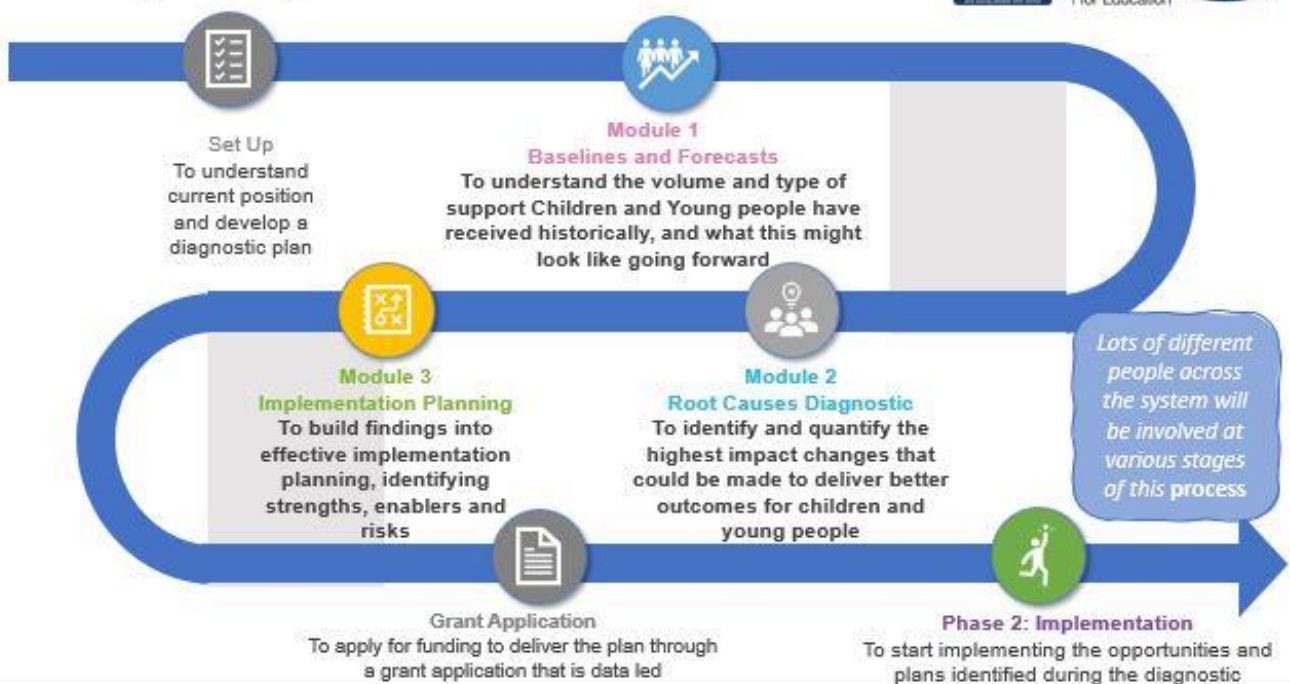 for Education
Set Up
To understand
current position
and develop a
diagnostic plan
Module 1
Baselines and Forecasts
To understand the volume and type of
support Children and Young people have
received historically, and what this might
look like going forward
Module 3
Implementation Planning
To build findings into
effective implementation
planning, identifying
strengths, enablers and
risks
Module 2
Root Causes Diagnostic
To identify and quantify the
highest impact changes that
could be made to deliver better
outcomes for children and
young people
Lots of different
people across
the system will
be involved at
various stages
of this process
Grant Application
To apply for funding to deliver the plan through
a grant application that is data led
Phase 2: Implementation
To start implementing the opportunities and
plans identified during the diagnostic